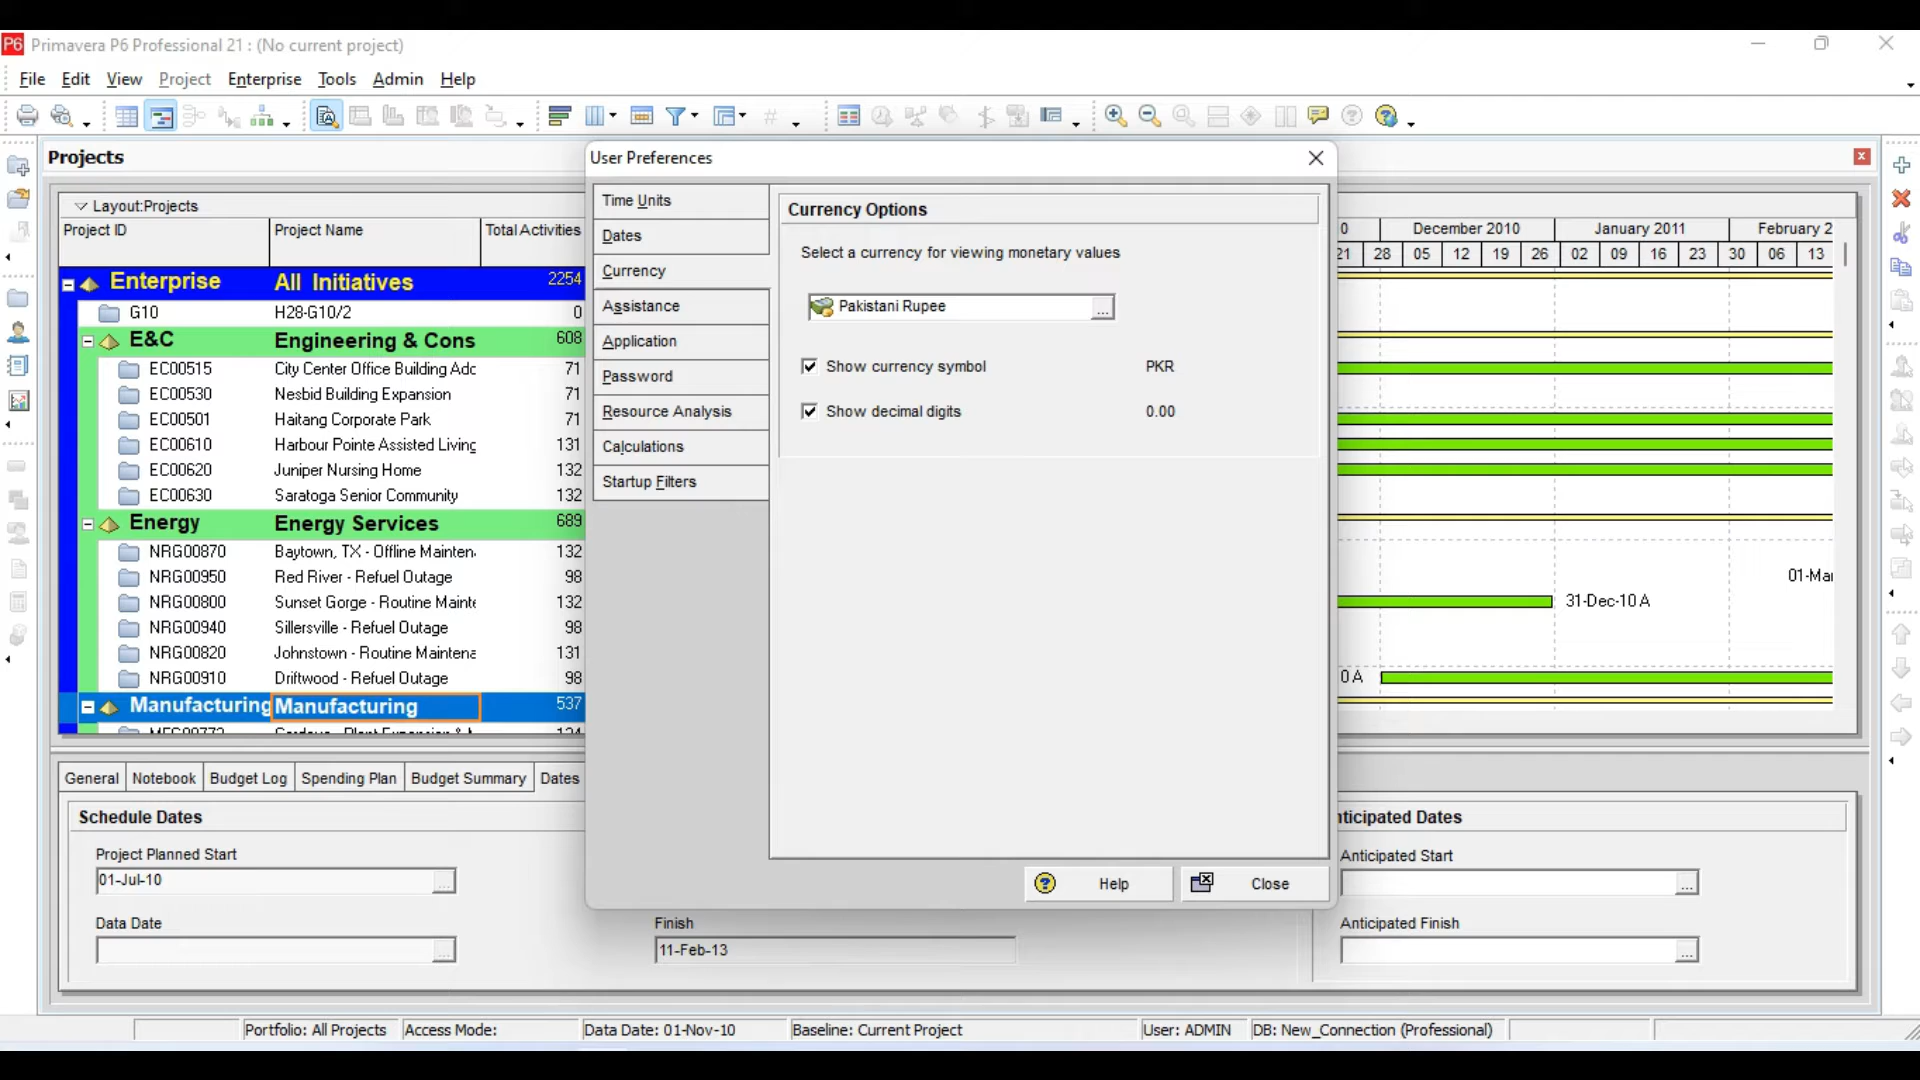 P6 Primavera P6 Professional 21 : (No current project)
File Edit View Project Enterprise Tools Admin Help
Projects
Layout:Projects
Project ID Project Name Total Activities
Enterprise All Initiatives 2254
G10 H28-G10/2 0
E&C Engineering & Cons 608
EC00515 City Center Office Building Adc 71
EC00530 Nesbid Building Expansion 71
EC00501 Haitang Corporate Park 71
EC00610 Harbour Pointe Assisted Living 131
EC00620 Juniper Nursing Home 132
EC00630 Saratoga Senior Community 132
Energy Energy Services 689
NRG00870 Baytown, TX - Offline Mainten 132
NRG00950 Red River - Refuel Outage 98
NRG00800 Sunset Gorge - Routine Mainte 132
NRG00940 Sillersville - Refuel Outage 98
NRG00820 Johnstown - Routine Maintena 131
NRG00910 Driftwood - Refuel Outage 98
Manufacturing Manufacturing 537
User Preferences
Time Units
Dates
Currency
Assistance
Application
Password
Resource Analysis
Calculations
Startup Filters
Currency Options
Select a currency for viewing monetary values
Pakistani Rupee ...
Show currency symbol PKR
Show decimal digits 0.00
Help Close
0 December 2010 January 2011 February 2
21 28 05 12 19 26 02 09 16 23 30 06 13
01-Mar
31-Dec-10 A
0 A
General Notebook Budget Log Spending Plan Budget Summary Dates
Schedule Dates
Project Planned Start
01-Jul-10 ...
Data Date
...
Finish
11-Feb-13
nticipated Dates
Anticipated Start
...
Anticipated Finish
...
Portfolio: All Projects Access Mode: Data Date: 01-Nov-10 Baseline: Current Project User: ADMIN DB: New_Connection (Professional)